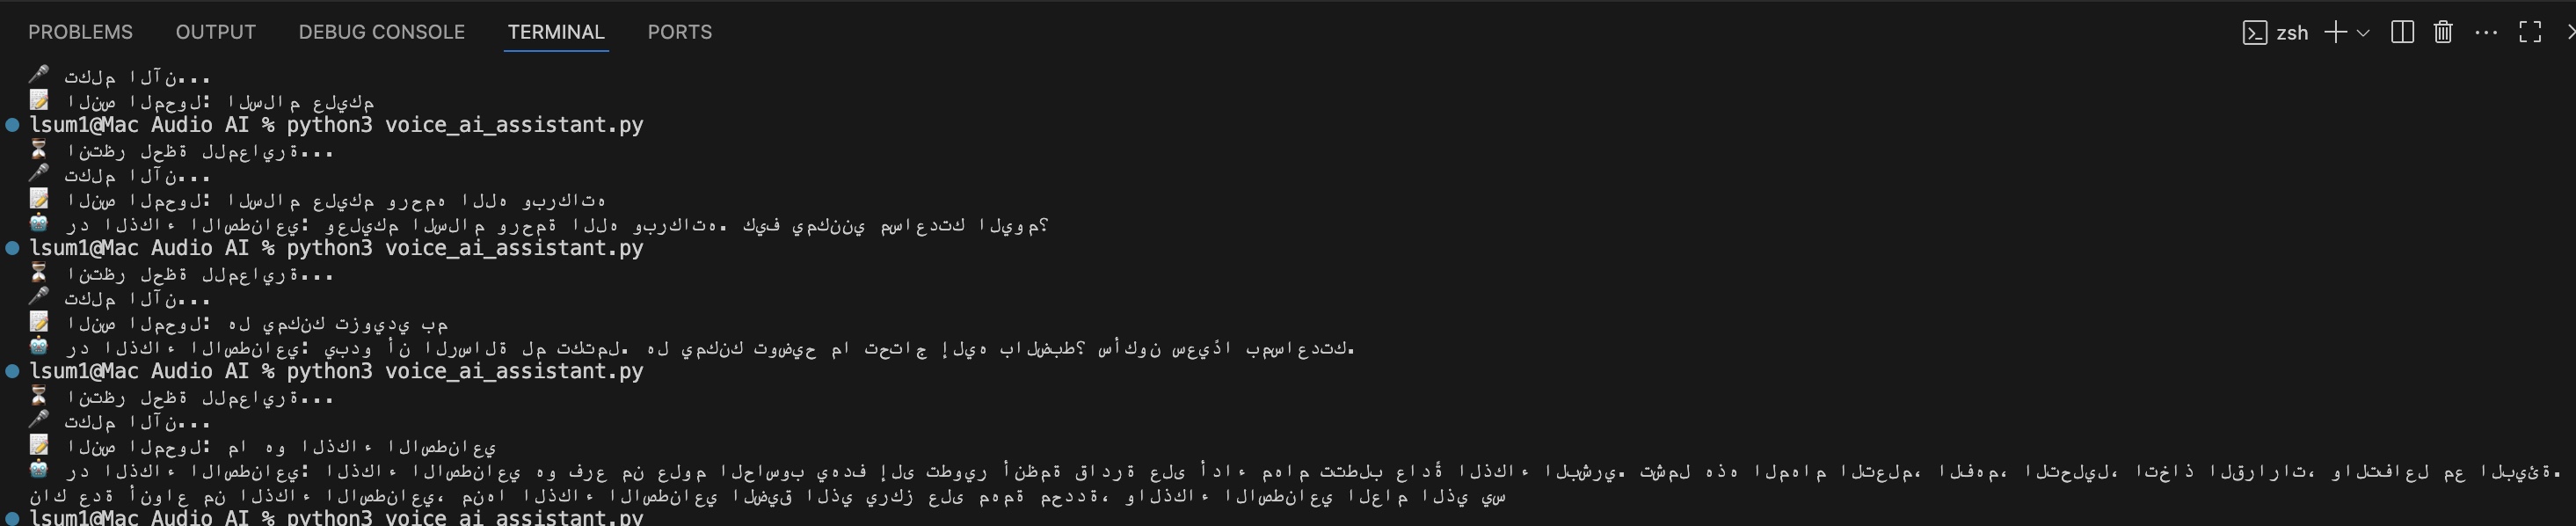 PROBLEMS OUTPUT DEBUG CONSOLE TERMINAL PORTS zsh
🎤 تكلم الآن...
📝 النص المحول: السلام عليكم
lsum1@Mac Audio AI % python3 voice_ai_assistant.py
⏳ انتظر لحظة للمعايرة...
🎤 تكلم الآن...
📝 النص المحول: السلام عليكم ورحمه الله وبركاته
🤖 رد الذكاء الاصطناعي: وعليكم السلام ورحمة الله وبركاته. كيف يمكنني مساعدتك اليوم؟
lsum1@Mac Audio AI % python3 voice_ai_assistant.py
⏳ انتظر لحظة للمعايرة...
🎤 تكلم الآن...
📝 النص المحول: هل يمكنك تزويدي بم
🤖 رد الذكاء الاصطناعي: يبدو أن الرسالة لم تكتمل. هل يمكنك توضيح ما تحتاج إليه بالضبط؟ سأكون سعيدًا بمساعدتك.
lsum1@Mac Audio AI % python3 voice_ai_assistant.py
⏳ انتظر لحظة للمعايرة...
🎤 تكلم الآن...
📝 النص المحول: ما هو الذكاء الاصطناعي
🤖 رد الذكاء الاصطناعي: الذكاء الاصطناعي هو فرع من علوم الحاسوب يهدف إلى تطوير أنظمة قادرة على أداء مهام تتطلب عادةً الذكاء البشري. تشمل هذه المهام التعلم، الفهم، التحليل، اتخاذ القرارات، والتفاعل مع البيئة.
ناك عدة أنواع من الذكاء الاصطناعي، منها الذكاء الاصطناعي الضيق الذي يركز على مهمة محددة، والذكاء الاصطناعي العام الذي يس
lsum1@Mac Audio AI % python3 voice_ai_assistant.py